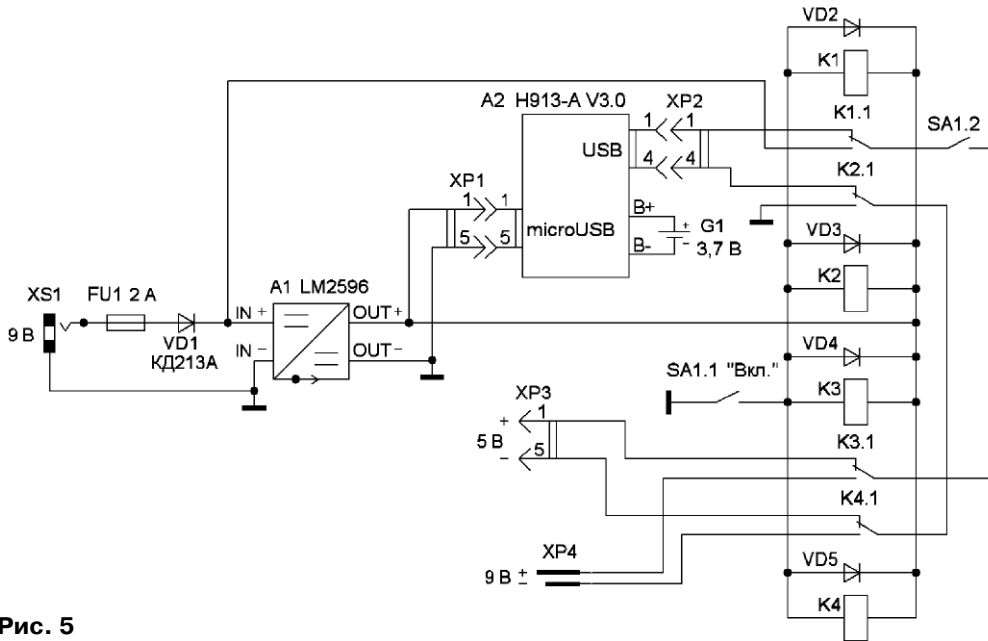 VD2
K1
A2 H913-A V3.0
XP2
K1.1
SA1.2
1 1
USB
4 4
K2.1
XP1
1 1
5 5
microUSB
B+
B-
+
−
G1
3,7 В
VD3
K2
XS1
FU1 2 A
A1 LM2596
IN +
OUT+
9 В
VD1
КД213А
IN −
OUT−
VD4
SA1.1 "Вкл."
K3
XP3
+
1
5 В
−
5
K3.1
K4.1
XP4
9 В
+
−
VD5
K4
Рис. 5